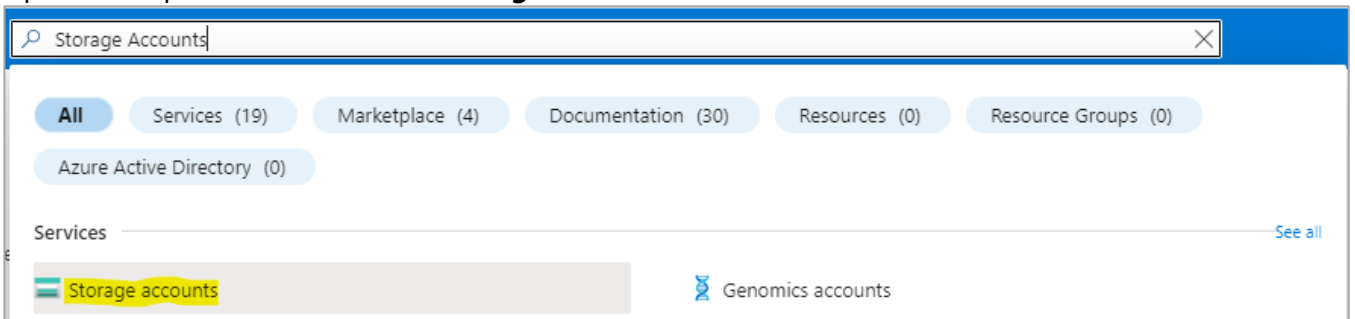 Storage Accounts
All Services (19) Marketplace (4) Documentation (30) Resources (0) Resource Groups (0)
Azure Active Directory (0)
Services See all
Storage accounts Genomics accounts